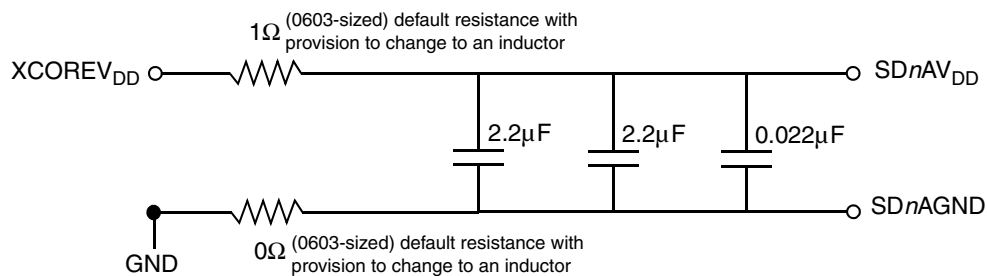 1Ω (0603-sized) default resistance with
provision to change to an inductor
XCOREVDD
SDnAVDD
2.2μF
2.2μF
0.022μF
SDnAGND
GND
0Ω (0603-sized) default resistance with
provision to change to an inductor